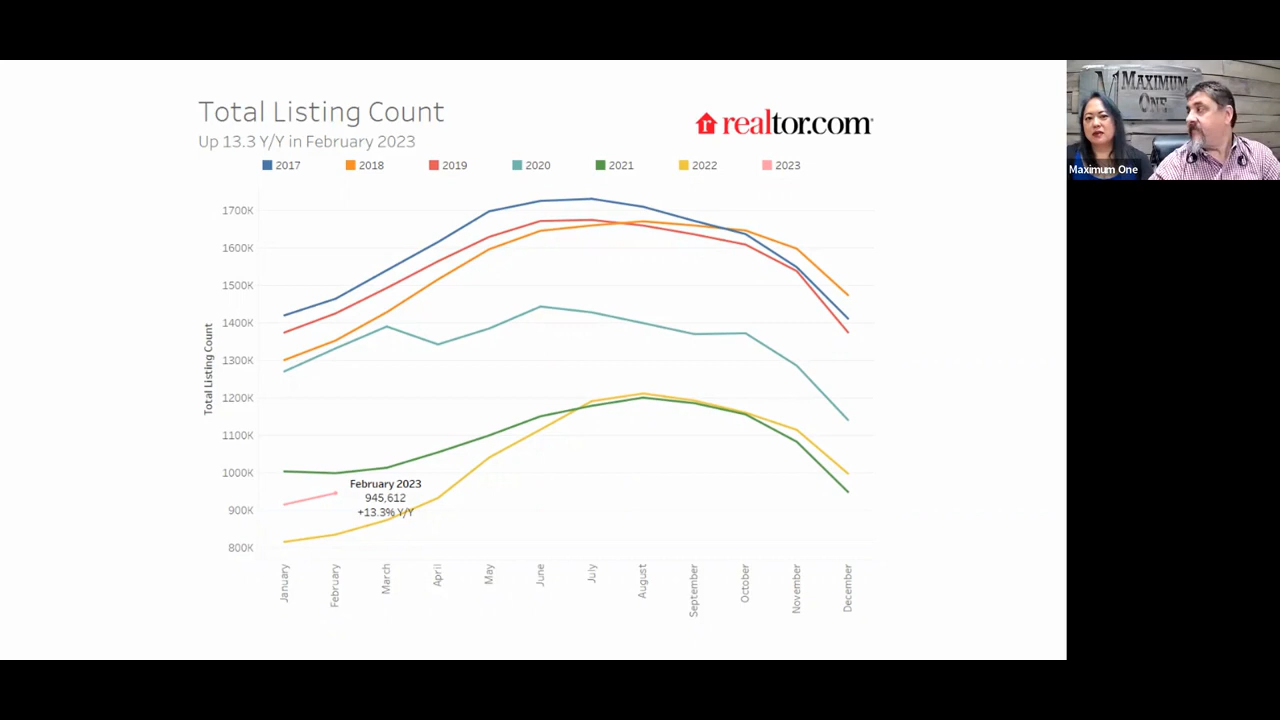 Total Listing Count
Up 13.3 Y/Y in February 2023
realtor.com
2017 2018 2019 2020 2021 2022 2023
Total Listing Count
1700K
1600K
1500K
1400K
1300K
1200K
1100K
1000K
900K
800K
February 2023
945,612
+13.3% Y/Y
January
February
March
April
May
June
July
August
September
October
November
December
MAXIMUM
ONE
Maximum One